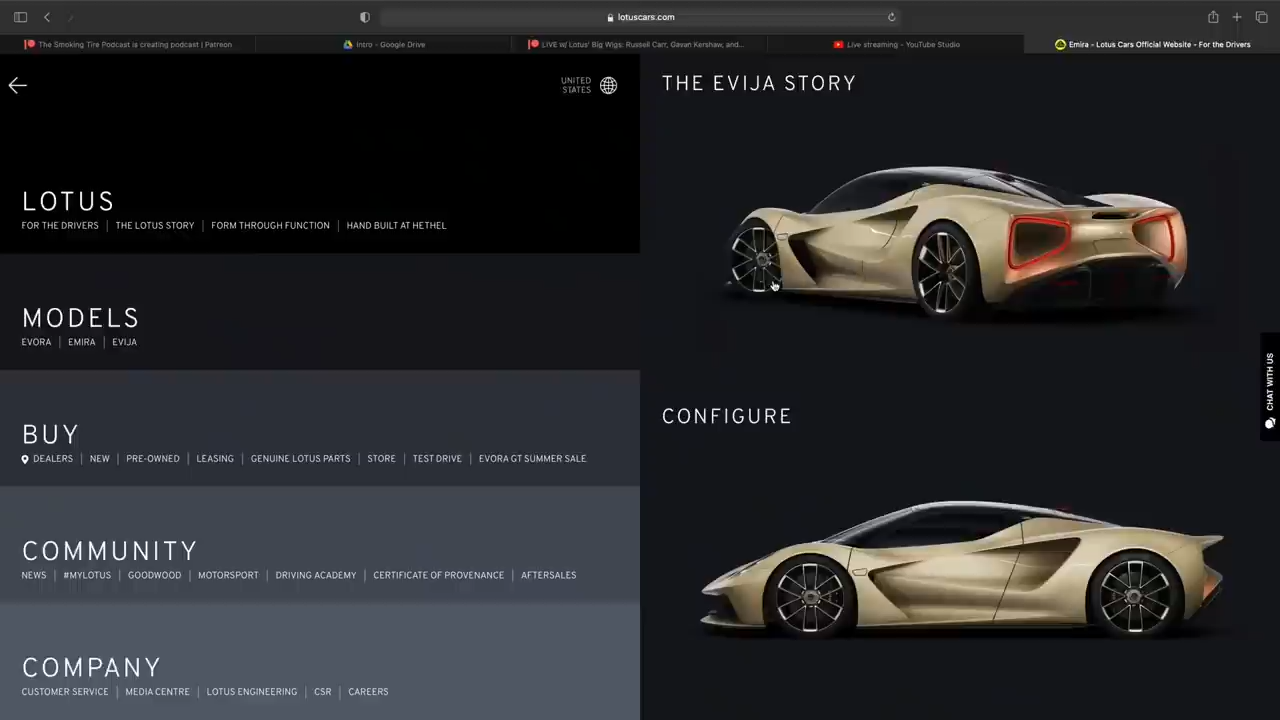 lotuscars.com
The Smoking Tire Podcast is creating podcast | Patreon
Intro - Google Drive
LIVE w/ Lotus' Big Wigs: Russell Carr, Gavan Kershaw, and...
Live streaming - YouTube Studio
Emira - Lotus Cars Official Website - For the Drivers
UNITED
STATES
LOTUS
FOR THE DRIVERS | THE LOTUS STORY | FORM THROUGH FUNCTION | HAND BUILT AT HETHEL
MODELS
EVORA | EMIRA | EVIJA
BUY
DEALERS | NEW | PRE-OWNED | LEASING | GENUINE LOTUS PARTS | STORE | TEST DRIVE | EVORA GT SUMMER SALE
COMMUNITY
NEWS | #MYLOTUS | GOODWOOD | MOTORSPORT | DRIVING ACADEMY | CERTIFICATE OF PROVENANCE | AFTERSALES
COMPANY
CUSTOMER SERVICE | MEDIA CENTRE | LOTUS ENGINEERING | CSR | CAREERS
THE EVIJA STORY
CONFIGURE
CHAT WITH US